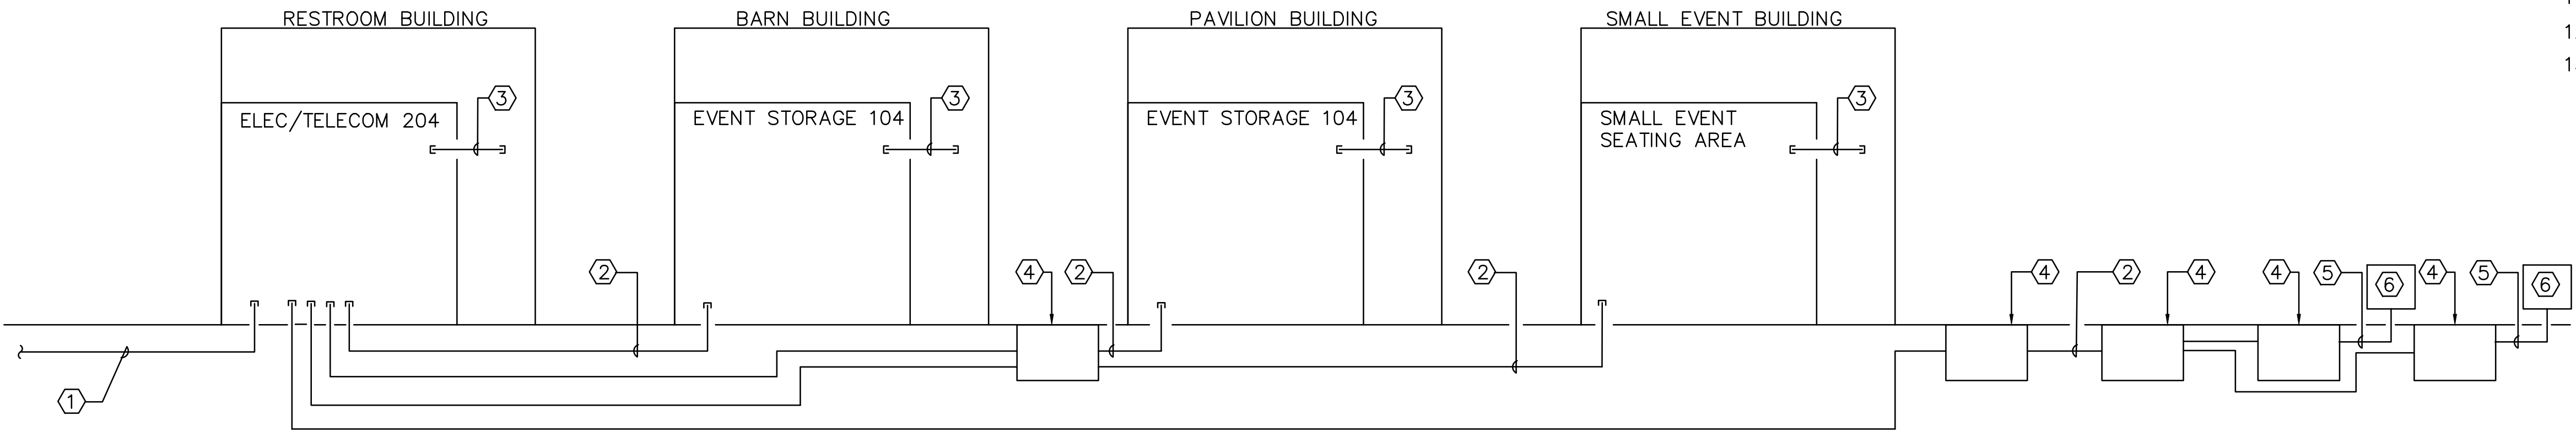 RESTROOM BUILDING
BARN BUILDING
PAVILION BUILDING
SMALL EVENT BUILDING
3
3
3
3
ELEC/TELECOM 204
EVENT STORAGE 104
EVENT STORAGE 104
SMALL EVENT
SEATING AREA
2
4
2
2
4
2
4
4
5
6
4
5
6
1